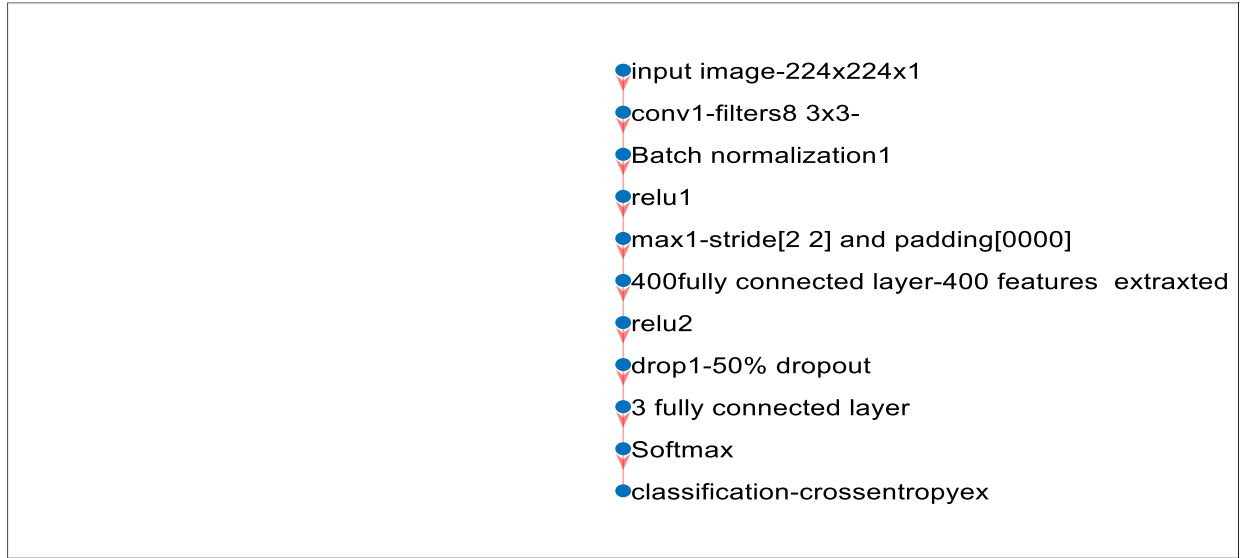 input image-224x224x1
conv1-filters8 3x3-
Batch normalization1
relu1
max1-stride[2 2] and padding[0000]
400fully connected layer-400 features  extraxted
relu2
drop1-50% dropout
3 fully connected layer
Softmax
classification-crossentropyex